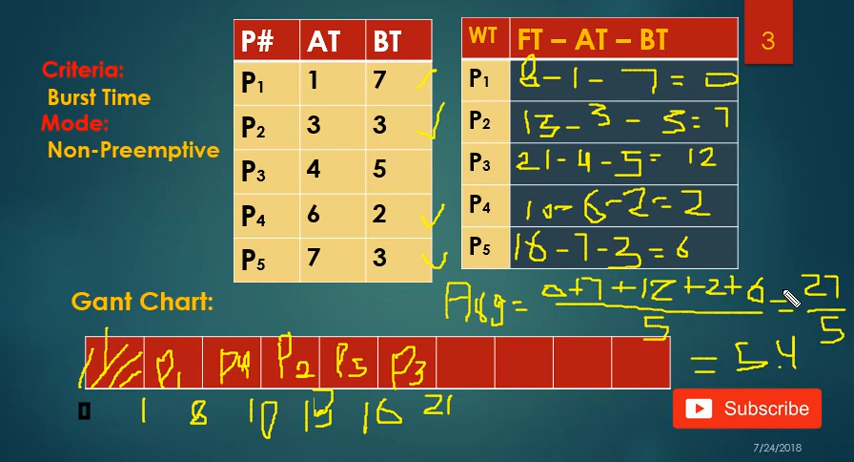 3
Criteria:
Burst Time
Mode:
Non-Preemptive
P# AT BT
P1 1 7
P2 3 3
P3 4 5
P4 6 2
P5 7 3
WT FT – AT – BT
P1 8 - 1 - 7 = 0
P2 13 - 3 - 3 = 7
P3 21 - 4 - 5 = 12
P4 10 - 6 - 2 = 2
P5 16 - 7 - 3 = 6
Avg = 0+7+12+2+6 = 27
5 5
= 5.4
Gant Chart:
P1 P4 P2 P5 P3
0 1 8 10 13 16 21
Subscribe
7/24/2018